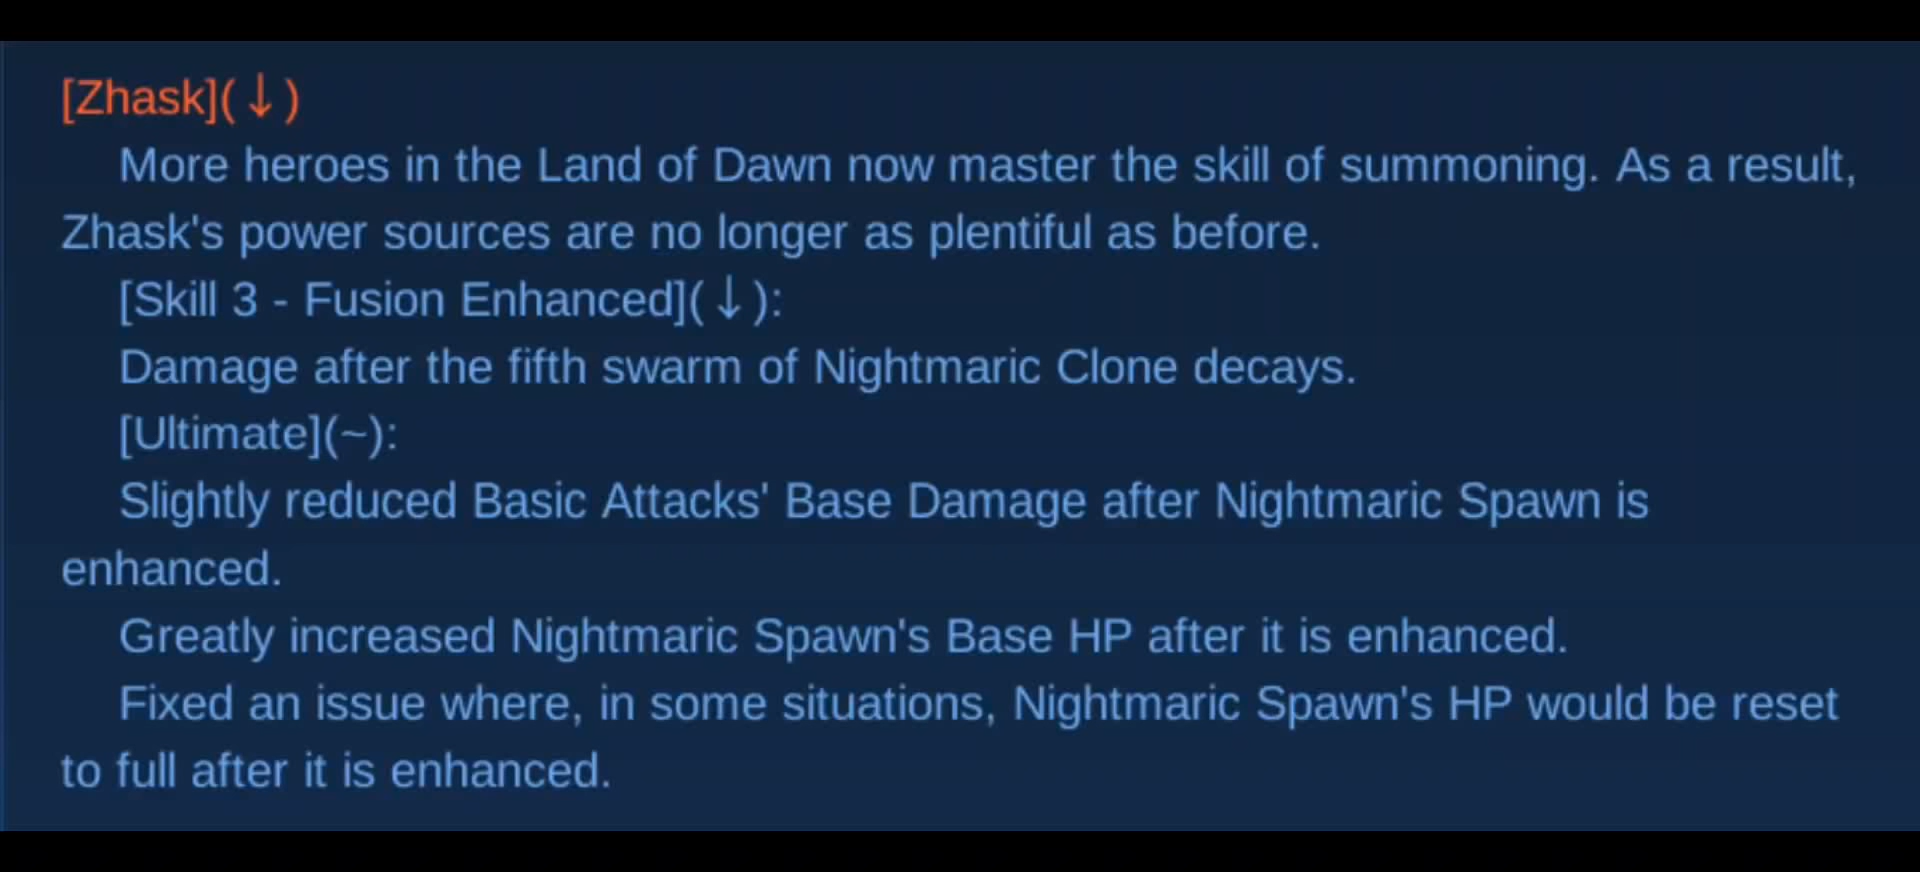 [Zhask](↓)
More heroes in the Land of Dawn now master the skill of summoning. As a result,
Zhask's power sources are no longer as plentiful as before.
[Skill 3 - Fusion Enhanced](↓):
Damage after the fifth swarm of Nightmaric Clone decays.
[Ultimate](~):
Slightly reduced Basic Attacks' Base Damage after Nightmaric Spawn is
enhanced.
Greatly increased Nightmaric Spawn's Base HP after it is enhanced.
Fixed an issue where, in some situations, Nightmaric Spawn's HP would be reset
to full after it is enhanced.